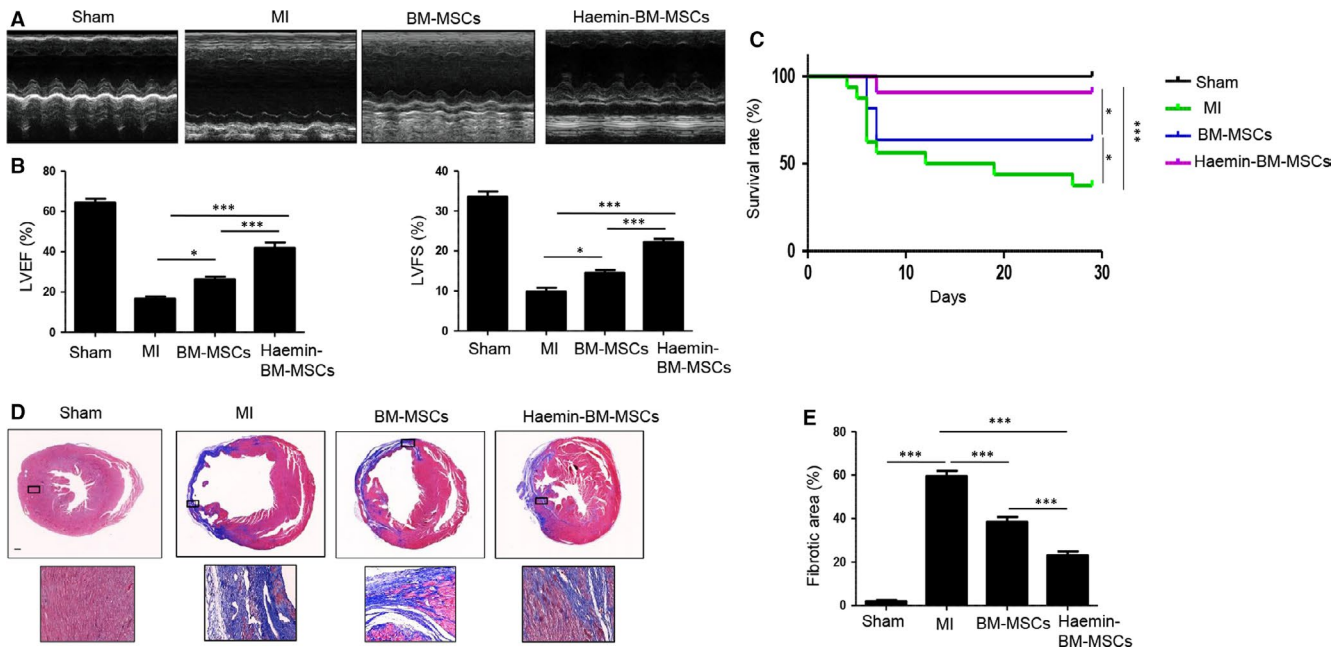 A
Sham MI BM-MSCs Haemin-BM-MSCs
B
LVEF (%)
80
60
40
20
0
***
***
*
Sham MI BM-MSCs Haemin-
BM-MSCs
LVFS (%)
40
30
20
10
0
***
***
*
Sham MI BM-MSCs Haemin-
BM-MSCs
C
Survival rate (%)
100
50
0
0 10 20 30
Days
*
*
***
Sham
MI
BM-MSCs
Haemin-BM-MSCs
D
Sham MI BM-MSCs Haemin-BM-MSCs
E
Fibrotic area (%)
80
60
40
20
0
***
*** ***
***
Sham MI BM-MSCs Haemin-
BM-MSCs